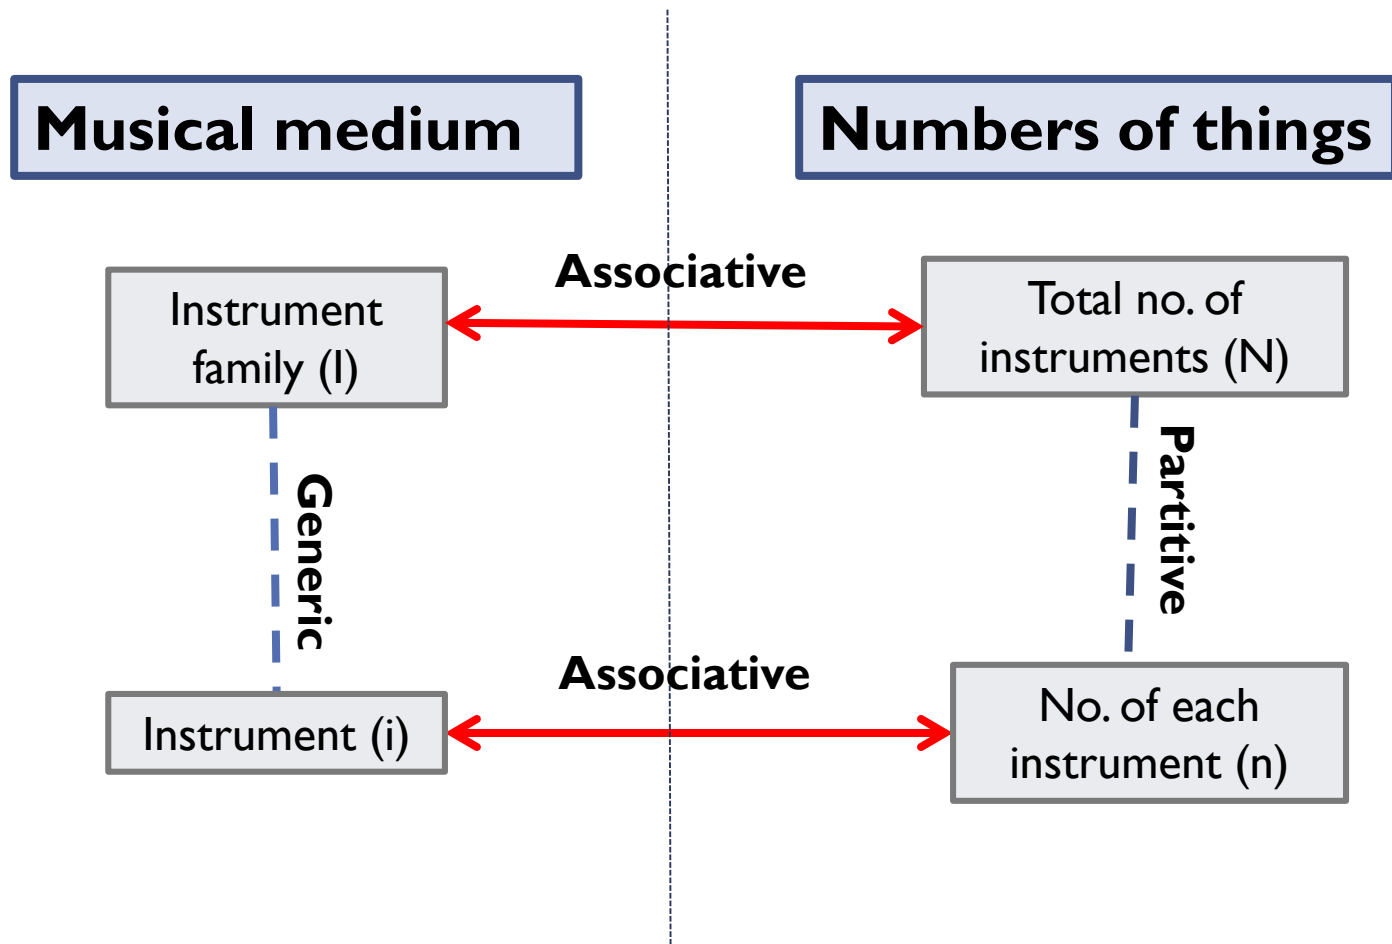 Musical medium
Numbers of things
Associative
Instrument
family (I)
Total no. of
instruments (N)
Generic
Partitive
Associative
Instrument (i)
No. of each
instrument (n)